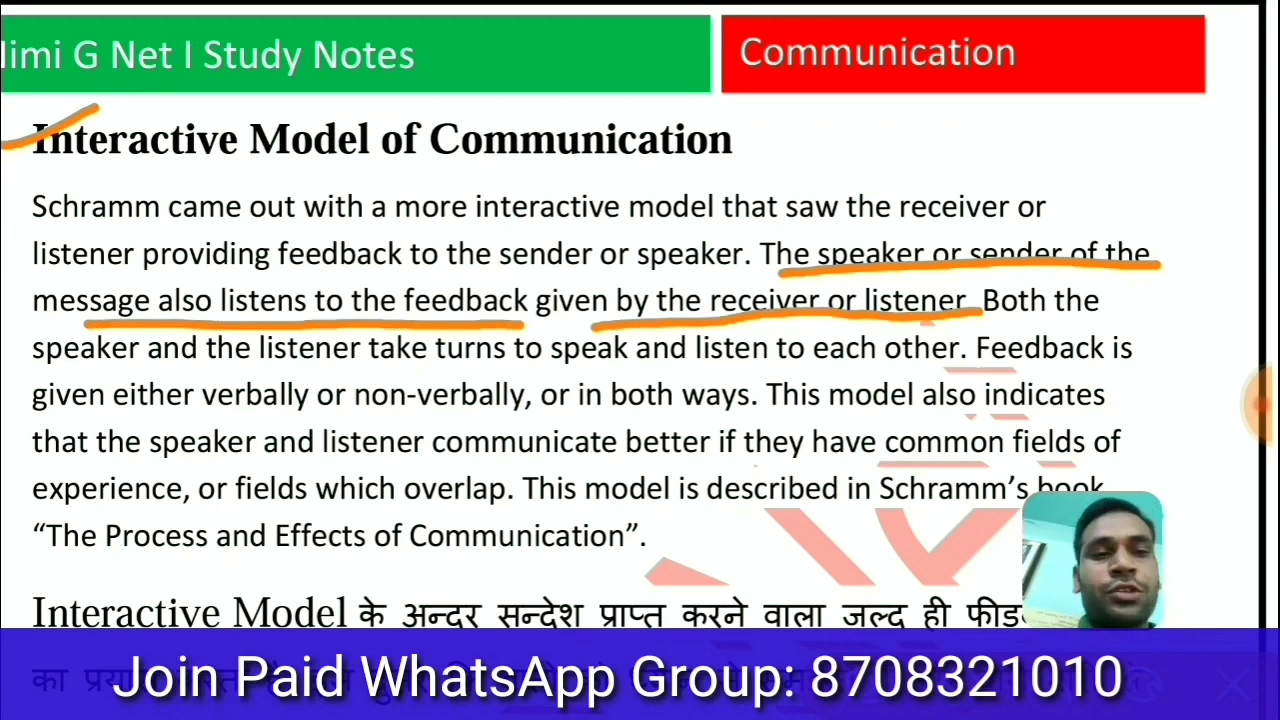 G Net I Study Notes
Communication
Interactive Model of Communication
Schramm came out with a more interactive model that saw the receiver or
listener providing feedback to the sender or speaker. The speaker or sender of the
message also listens to the feedback given by the receiver or listener Both the
speaker and the listener take turns to speak and listen to each other. Feedback is
given either verbally or non-verbally, or in both ways. This model also indicates
that the speaker and listener communicate better if they have common fields of
experience, or fields which overlap. This model is described in Schramm's book
“The Process and Effects of Communication”.
Interactive Model के अन्दर सन्देश प्राप्त करने वाला जल्द ही
का
Join Paid WhatsApp Group: 8708321010